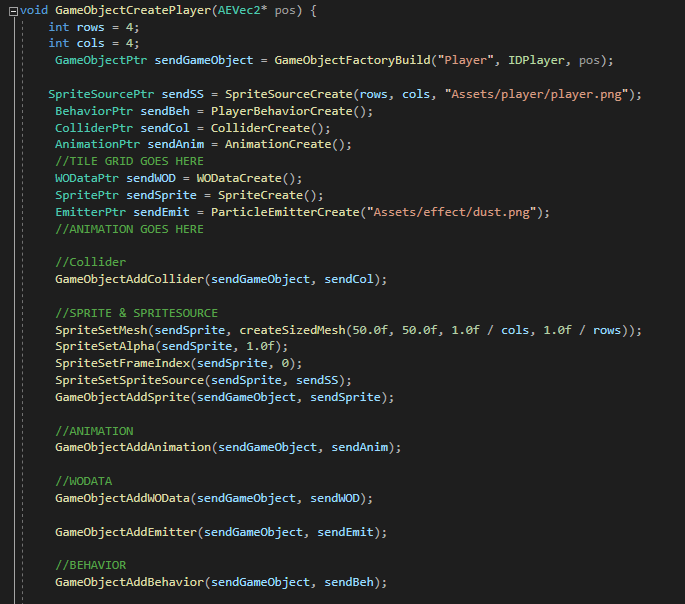 void GameObjectCreatePlayer(AEVec2* pos) {
int rows = 4;
int cols = 4;
GameObjectPtr sendGameObject = GameObjectFactoryBuild("Player", IDPlayer, pos);
SpriteSourcePtr sendSS = SpriteSourceCreate(rows, cols, "Assets/player/player.png");
BehaviorPtr sendBeh = PlayerBehaviorCreate();
ColliderPtr sendCol = ColliderCreate();
AnimationPtr sendAnim = AnimationCreate();
//TILE GRID GOES HERE
WODataPtr sendWOD = WODataCreate();
SpritePtr sendSprite = SpriteCreate();
EmitterPtr sendEmit = ParticleEmitterCreate("Assets/effect/dust.png");
//ANIMATION GOES HERE
//Collider
GameObjectAddCollider(sendGameObject, sendCol);
//SPRITE & SPRITESOURCE
SpriteSetMesh(sendSprite, createSizedMesh(50.0f, 50.0f, 1.0f / cols, 1.0f / rows));
SpriteSetAlpha(sendSprite, 1.0f);
SpriteSetFrameIndex(sendSprite, 0);
SpriteSetSpriteSource(sendSprite, sendSS);
GameObjectAddSprite(sendGameObject, sendSprite);
//ANIMATION
GameObjectAddAnimation(sendGameObject, sendAnim);
//WODATA
GameObjectAddWOData(sendGameObject, sendWOD);
GameObjectAddEmitter(sendGameObject, sendEmit);
//BEHAVIOR
GameObjectAddBehavior(sendGameObject, sendBeh);